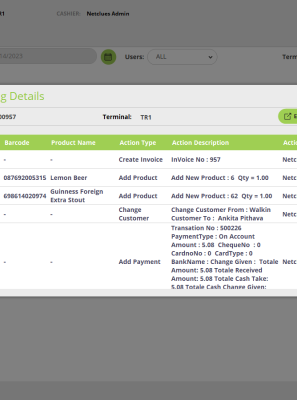 R1 CASHIER: Netclues Admin
14/2023 Users: ALL Term
g Details
00957 Terminal: TR1
Barcode Product Name Action Type Action Description Actio
- - Create Invoice InVoice No : 957 Netc
087692005315 Lemon Beer Add Product Add New Product : 6 Qty = 1.00 Netc
698614020974 Guinness Foreign Extra Stout Add Product Add New Product : 62 Qty = 1.00 Netc
- - Change Customer Change Customer From : Walkin Netc
Customer To : Ankita Pithava
- - Add Payment Transation No : 500226 Netc
PaymentType : On Account
Amount : 5.08 ChequeNo : 0
CardnoNo : 0 CardType : 0
BankName : Change Given : Totale
Amount: 5.08 Totale Received
Amount: 5.08 Totale Cash Take:
5.08 Totale Cash Change Given: